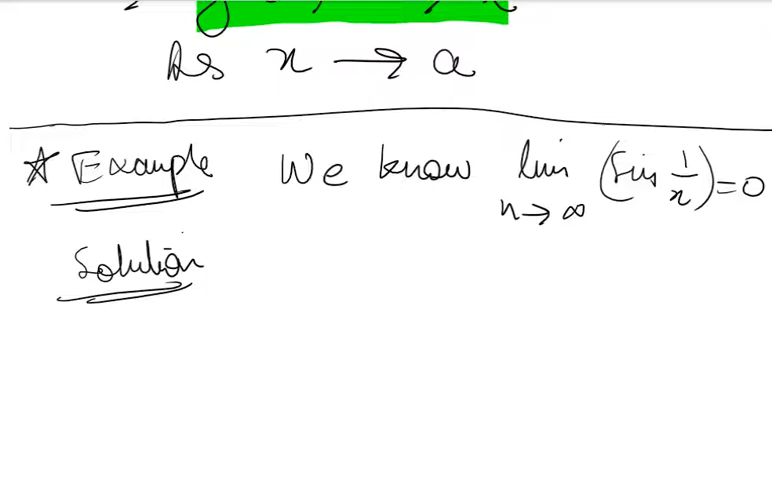 As x → a
☆ Example We know lim n→∞ (Sin 1/x) = 0
Solution